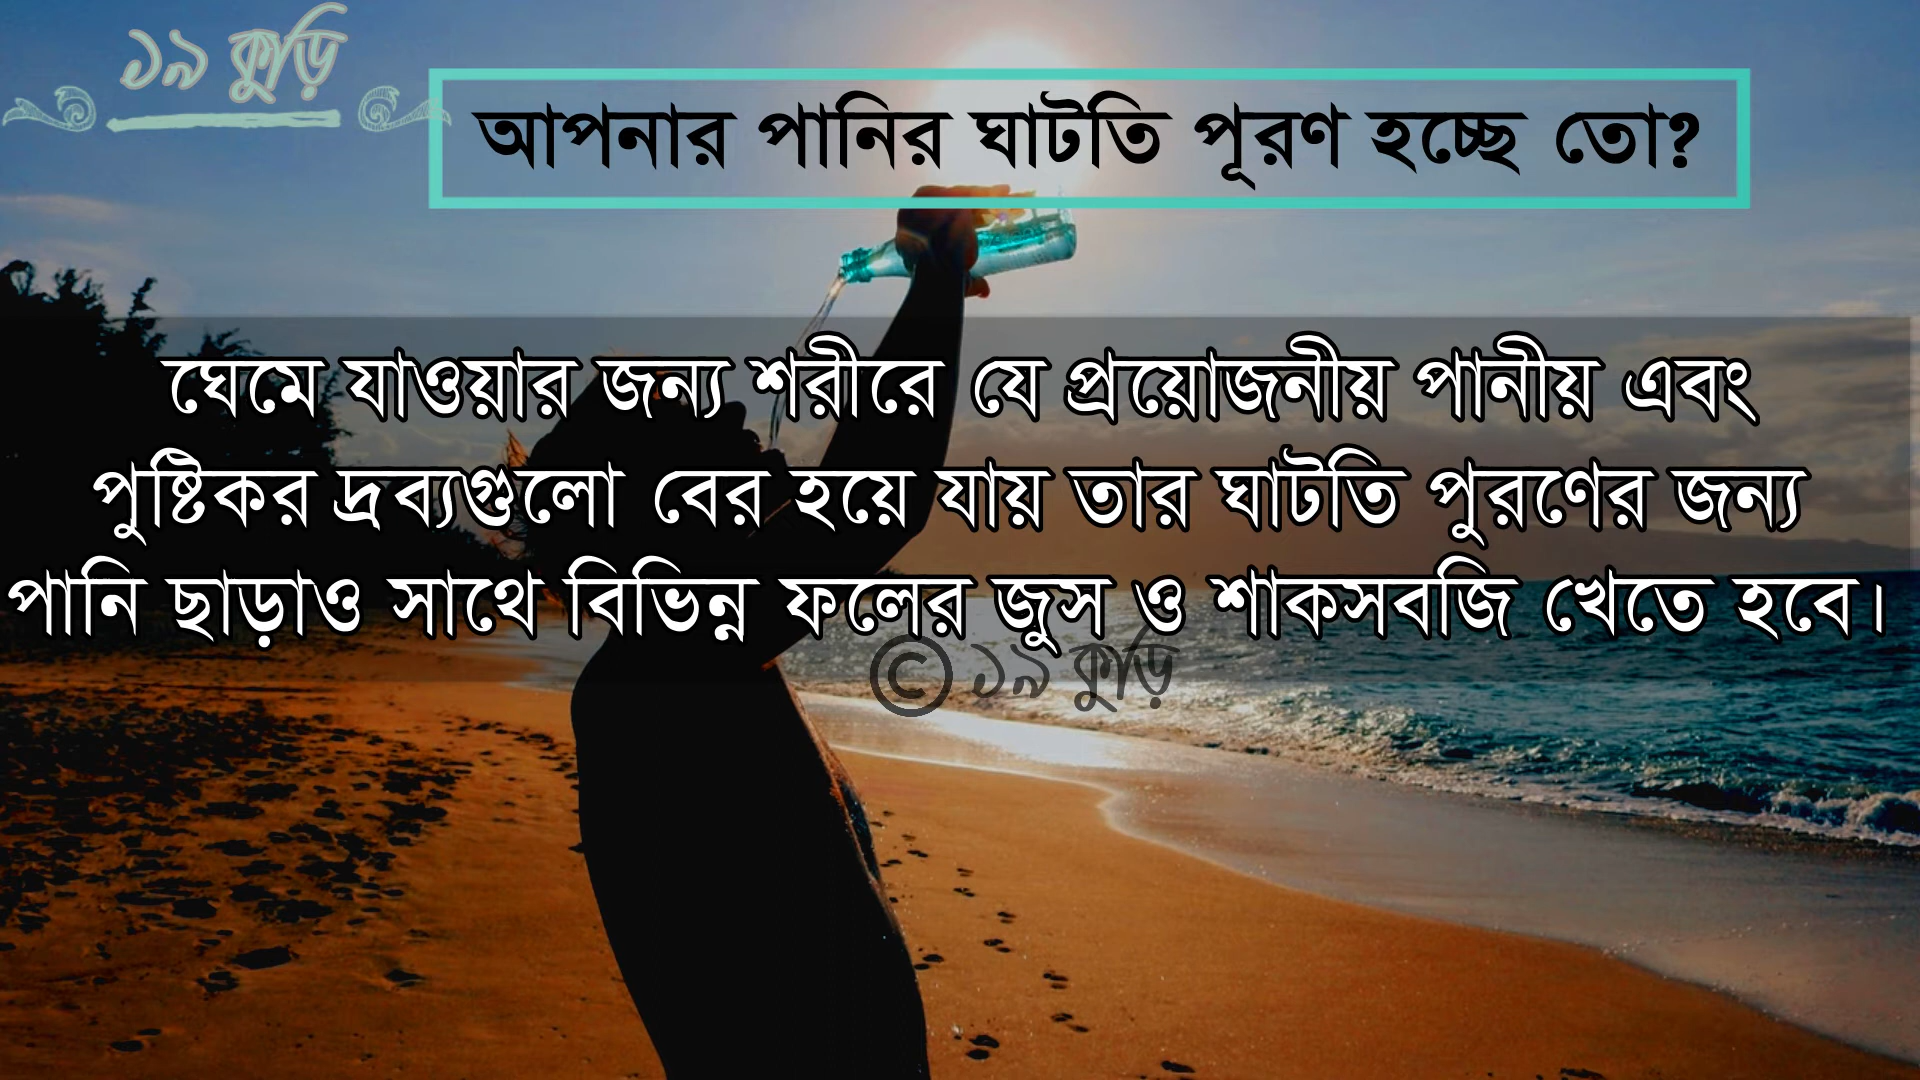 ১৯ কুড়ি
আপনার পানির ঘাটতি পূরণ হচ্ছে তো?
ঘেমে যাওয়ার জন্য শরীরে যে প্রয়োজনীয় পানীয় এবং
পুষ্টিকর দ্রব্যগুলো বের হয়ে যায় তার ঘাটতি পুরণের জন্য
পানি ছাড়াও সাথে বিভিন্ন ফলের জুস ও শাকসবজি খেতে হবে।
© ১৯ কুড়ি